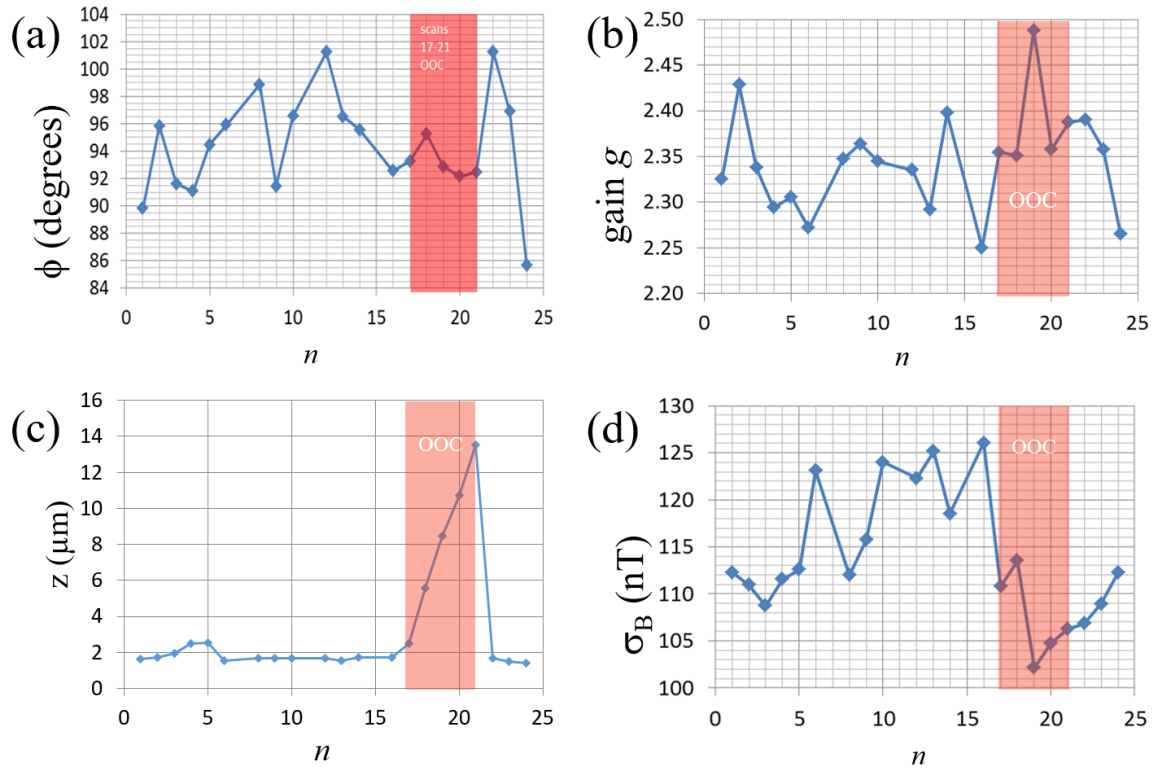 (a)
φ (degrees)
104
102
100
98
96
94
92
90
88
86
84
scans
17-21
OOC
0 5 10 15 20 25
n
(b)
gain g
2.50
2.45
2.40
2.35
2.30
2.25
2.20
OOC
0 5 10 15 20 25
n
(c)
z (μm)
16
14
12
10
8
6
4
2
0
OOC
0 5 10 15 20 25
n
(d)
σB (nT)
130
125
120
115
110
105
100
OOC
0 5 10 15 20 25
n